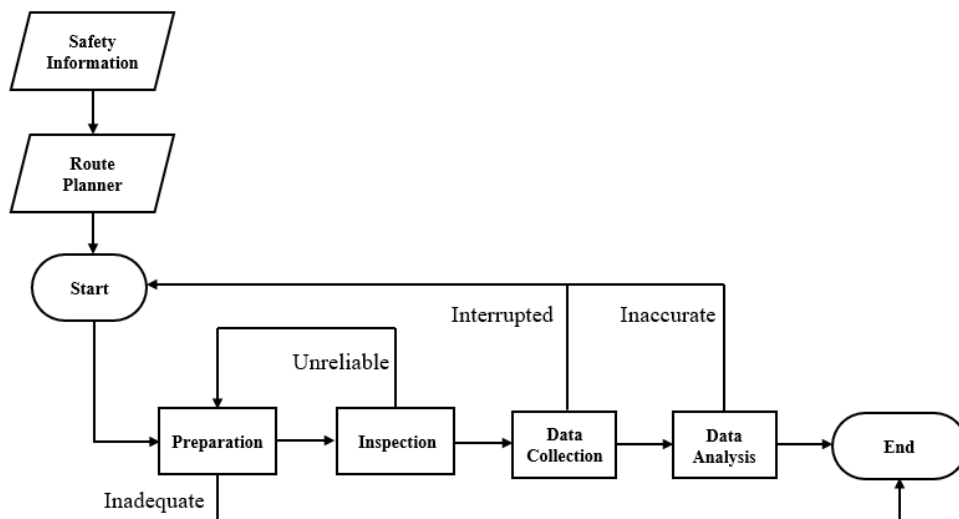 Safety
Information
Route
Planner
Start
Interrupted
Inaccurate
Unreliable
Preparation
Inspection
Data
Collection
Data
Analysis
End
Inadequate